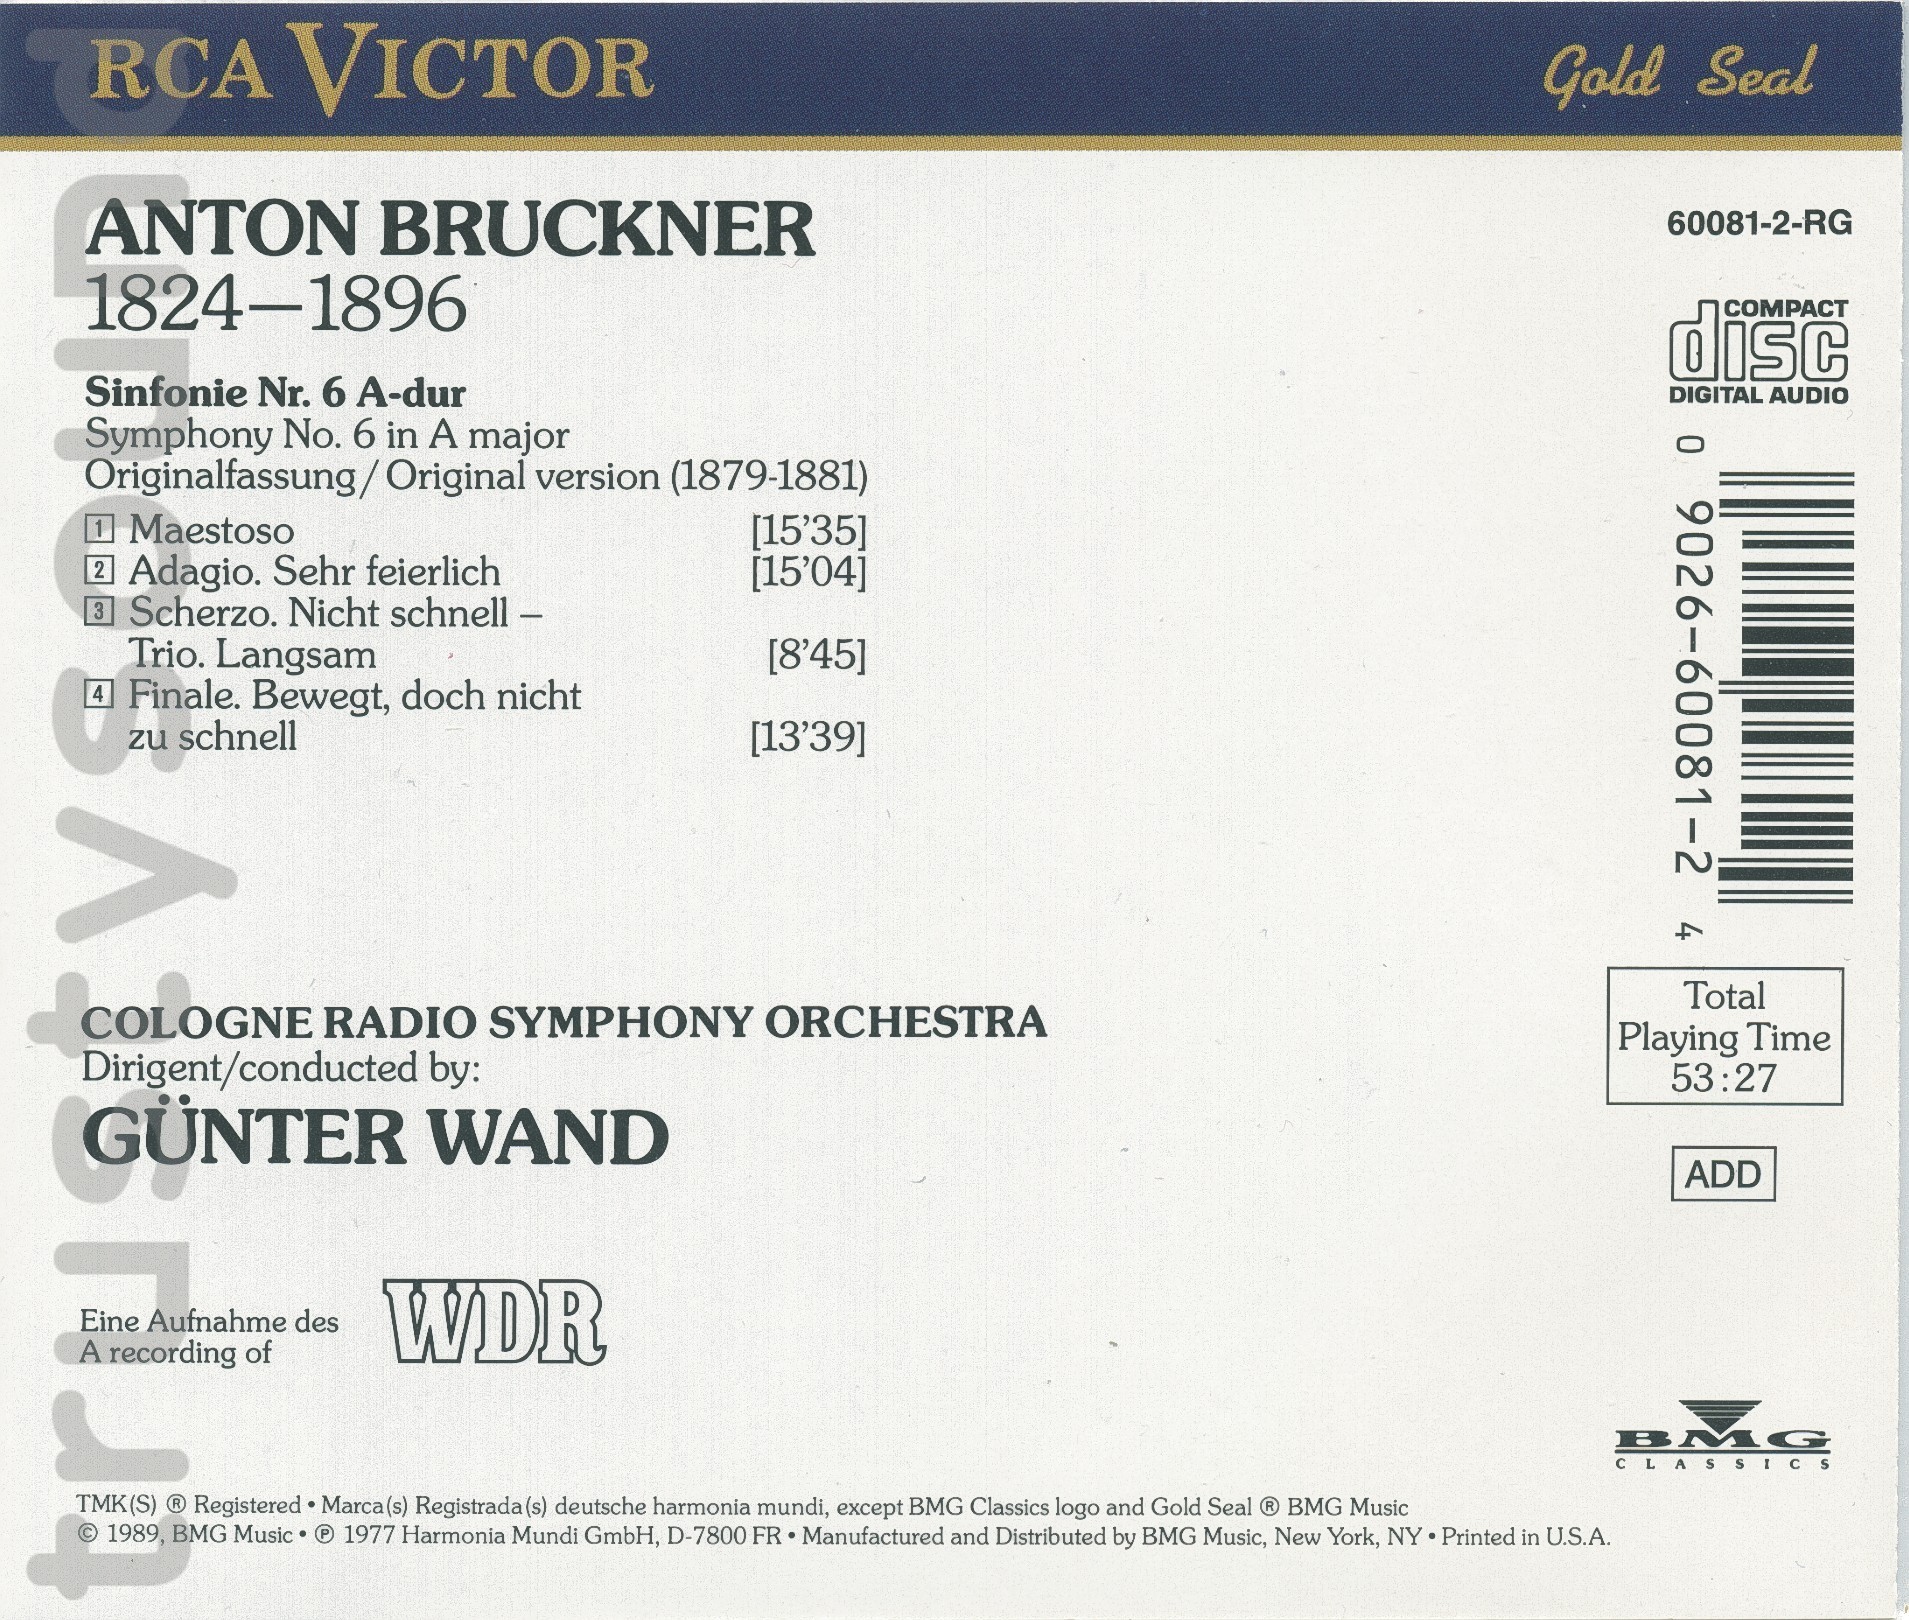 RCA VICTOR
Gold Seal
ANTON BRUCKNER
1824–1896
60081-2-RG
COMPACT
disc
DIGITAL AUDIO
Sinfonie Nr. 6 A-dur
Symphony No. 6 in A major
Originalfassung / Original version (1879-1881)
1 Maestoso [15'35]
2 Adagio. Sehr feierlich [15'04]
3 Scherzo. Nicht schnell –
Trio. Langsam [8'45]
4 Finale. Bewegt, doch nicht
zu schnell [13'39]
0 9026-60081-2 4
COLOGNE RADIO SYMPHONY ORCHESTRA
Dirigent/conducted by:
GÜNTER WAND
Total
Playing Time
53:27
ADD
Eine Aufnahme des
A recording of
WDR
BMG
CLASSICS
TMK(S) ® Registered • Marca(s) Registrada(s) deutsche harmonia mundi, except BMG Classics logo and Gold Seal ® BMG Music
© 1989, BMG Music • ℗ 1977 Harmonia Mundi GmbH, D-7800 FR • Manufactured and Distributed by BMG Music, New York, NY • Printed in U.S.A.
trustysound